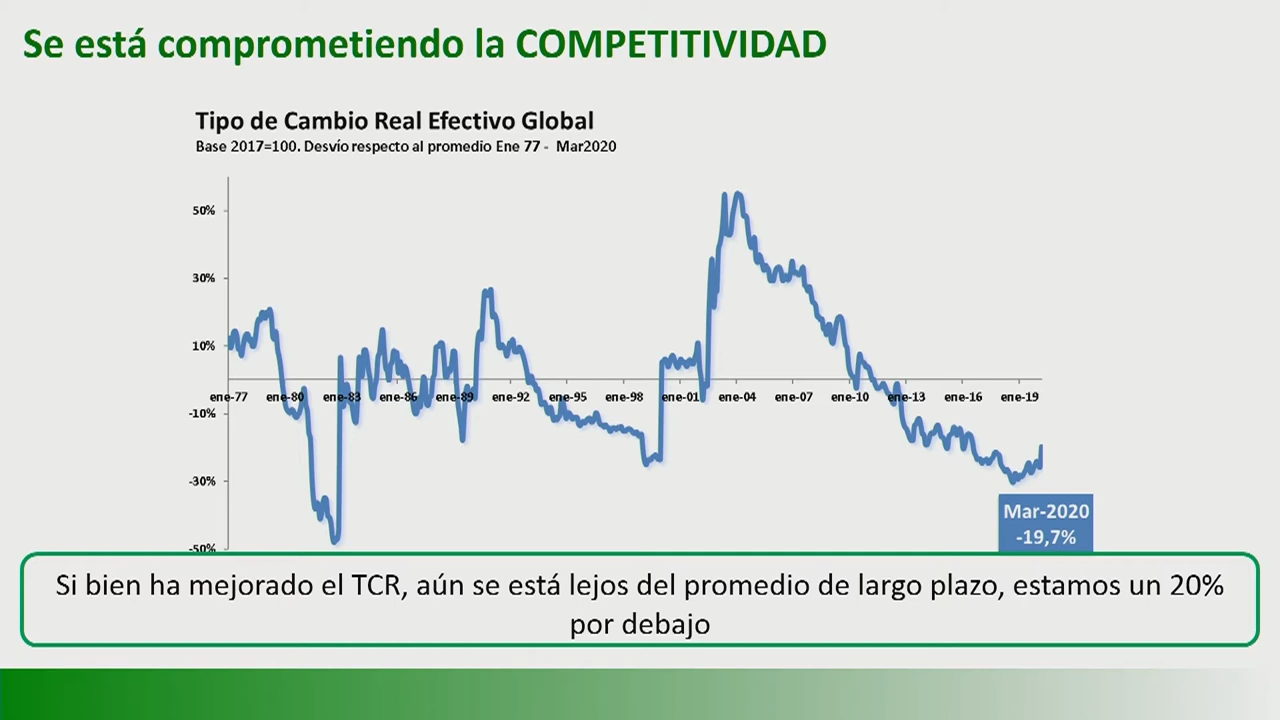 Se está comprometiendo la COMPETITIVIDAD
Tipo de Cambio Real Efectivo Global
Base 2017=100. Desvío respecto al promedio Ene 77 - Mar2020
50%
30%
10%
ene-77 ene-80 ene-83 ene-86 ene-89 ene-92 ene-95 ene-98 ene-01 ene-04 ene-07 ene-10 ene-13 ene-16 ene-19
-10%
-30%
-50%
Mar-2020
-19,7%
Si bien ha mejorado el TCR, aún se está lejos del promedio de largo plazo, estamos un 20%
por debajo